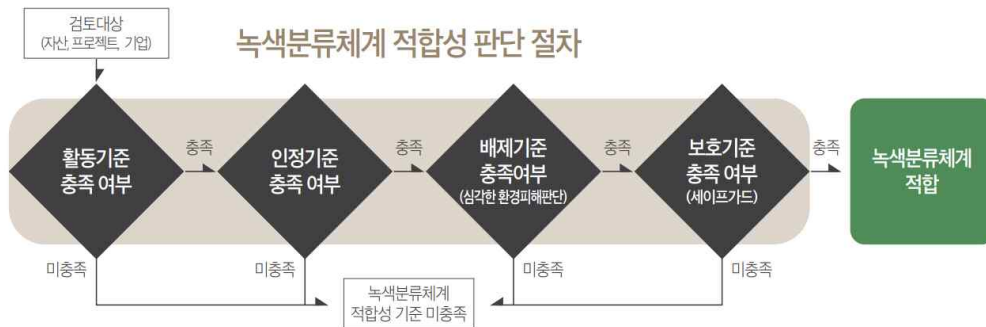 검토대상
(자산, 프로젝트, 기업)
녹색분류체계 적합성 판단 절차
활동기준
충족 여부
충족
인정기준
충족 여부
충족
배제기준
충족여부
(심각한 환경피해판단)
충족
보호기준
충족 여부
(세이프가드)
충족
녹색분류체계
적합
미충족
미충족
미충족
미충족
녹색분류체계
적합성 기준 미충족